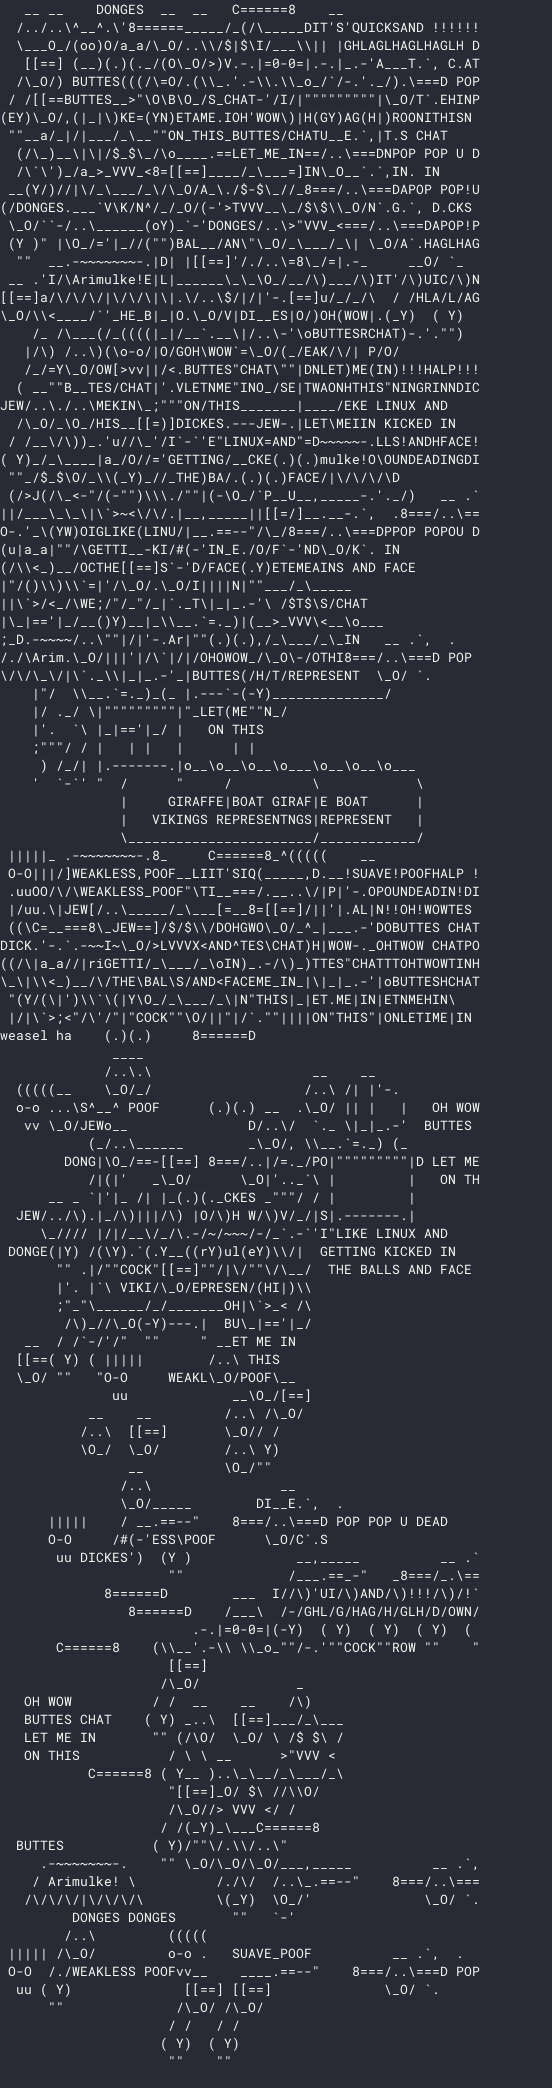 __ __    DONGES  __  __   C======8    __
/../..\^__^.\'8======_____/_(/\_____DIT'S'QUICKSAND !!!!!!
\___O_/(oo)O/a_a/\_O/..\\/$|$\I/___\\|| |GHLAGLHAGLHAGLH D
[[==] (__)(.)(._/(O\_O/>)V.-.|=0-0=|.-.|_.-'A___T.`, C.AT
/\_O/) BUTTES(((/\=O/.(\\_.'.-\\.\\_o_/`/-.'._/).\===D POP
/ /[[==BUTTES__>"\O\B\O_/S_CHAT-'/I/|"""""""""|\_O/T`.EHINP
(EY)\_O/,(|_|\)KE=(YN)ETAME.IOH'WOW\)|H(GY)AG(H|)ROONITHISN
""__a/_|/|___/_\__""ON_THIS_BUTTES/CHATU__E.`,|T.S CHAT
(/\_)__\|\|/$_$\_/\o____.==LET_ME_IN==/..\===DNPOP POP U D
/\`\')_/a_>_VVV_<8=[[==]____/_\___=]IN\_O__`.`,IN. IN
__(Y/)//|\/_\___/_\/\_O/A_\./$-$\_//_8===/..\===DAPOP POP!U
(/DONGES.___`V\K/N^/_/_O/(-'>TVVV__\_/$\$\\_O/N`.G.`, D.CKS
\_O/``-/..\______(oY)_`-'DONGES/..\>"VVV_<===/..\===DAPOP!P
(Y )" |\O_/='|_//("")BAL__/AN\"\_O/_\___/_\| \_O/A`.HAGLHAG
""  __.-~~~~~~~-.|D| |[[==]'/./..\=8\_/=|.-_     __O/ `_
__ .'I/\Arimulke!E|L|______\_\_\O_/__/\)___/\)IT'/\)UIC/\)N
[[==]a/\/\/\/|\/\/\|\|.\/..\$/|/|'-.[==]u/_/_/\  / /HLA/L/AG
\_O/\\<____/`'_HE_B|_|O.\_O/V|DI__ES|O/)OH(WOW|.(_Y)  ( Y)
/_ /\___(/_(((((|_|/__`.__\|/..\-'\oBUTTESRCHAT)-.'."")
|/\) /..\)(\o-o/|O/GOH\WOW`=\_O/(_/EAK/\/| P/O/
/_/=Y\_O/OW[>vv||/<.BUTTES"CHAT\""|DNLET)ME(IN)!!!HALP!!!
( __""B__TES/CHAT|'.VLETNME"INO_/SE|TWAONHTHIS"NINGRINNDIC
JEW/..\./..\MEKIN\_;"""ON/THIS_______|____/EKE LINUX AND
/\_O/_\O_/HIS__[[=)]DICKES.---JEW-.|LET\MEIIN KICKED IN
/ /__\/\))_.'u//\_'/I`-`'E"LINUX=AND"=D~~~~~-.LLS!ANDHFACE!
( Y)_/_\____|a_/O//='GETTING/__CKE(.)(.)mulke!O\OUNDEADINGDI
""_/$_$\O/_\\(_Y)_//_THE)BA/.(.)(.)FACE/|\/\/\/\D
(/>J(/\_<-"/(-"")\\\./""|(-\O_/`P__U__,_____-.'._/)   __ .`
||/___\_\_\|\`>~<\/\/.|__,_____||[[=/]__.__-.`,  .8===/..\==
O-.'_\(YW)OIGLIKE(LINU/|__.==--"/\_/8===/..\===DPPOP POPOU D
(u|a_a|""/\GETTI__-KI/#(-'IN_E./O/F`-'ND\_O/K`. IN
(/\\<_)__/OCTHE[[==]S`-'D/FACE(.Y)ETEMEAINS AND FACE
|"/()\\)\\`=|'/\_O/.\_O/I||||N|""___/_\_____
||\`>/<_/\WE;/"/_"/_|`._T\|_|_.-'\ /$T$\S/CHAT
|\_|=='|_/__()Y)__|_\\__.`=._)|(__>_VVV\<__\o___
;_D.-~~~~/..\""|/|'-.Ar|""(.)(.),/_\___/_\_IN   __ .`,  .
/./\Arim.\_O/|||'|/\`|/|/OHOWOW_/\_O\-/OTHI8===/..\===D POP
\/\/\_\/|\`._\\|_|_.-'_|BUTTES(/H/T/REPRESENT  \_O/ `.
|"/  \\__.`=._)_(_ |.---`-(-Y)______________/
|/ ._/ \|"""""""""|"_LET(ME""N_/
|'.  `\ |_|=='|_/ |   ON THIS
;"""/ / |   | |   |      | |
) /_/| |.-------.|o__\o__\o__\o___\o__\o__\o___
'  `-`' "  /      "     /          \            \
|     GIRAFFE|BOAT GIRAF|E BOAT      |
|   VIKINGS REPRESENTNGS|REPRESENT   |
\_______________________/____________/
|||||_ .-~~~~~~~-.8_     C======8_^(((((    __
O-O|||/]WEAKLESS,POOF__LIIT'SIQ(_____,D.__!SUAVE!POOFHALP !
.uuOO/\/\WEAKLESS_POOF"\TI__===/.__..\/|P|'-.OPOUNDEADIN!DI
|/uu.\|JEW[/..\_____/_\___[=__8=[[==]/||'|.AL|N!!OH!WOWTES
((\C=__===8\_JEW==]/$/$\\/DOHGWO\_O/_^_|___.-'DOBUTTES CHAT
DICK.'-.`.-~~I~\_O/>LVVVX<AND^TES\CHAT)H|WOW-._OHTWOW CHATPO
((/\|a_a//|riGETTI/_\___/_\oIN)_.-/\)_)TTES"CHATTTOHTWOWTINH
\_\|\\<_)__/\/THE\BAL\S/AND<FACEME_IN_|\|_|_.-'|oBUTTESHCHAT
"(Y/(\|')\\`\(|Y\O_/_\___/_\|N"THIS|_|ET.ME|IN|ETNMEHIN\
|/|\`>;<"/\'/"|"COCK""\O/||"|/`.""||||ON"THIS"|ONLETIME|IN
weasel ha    (.)(.)     8======D
____
/..\.\                    __    __
(((((__    \_O/_/                   /..\ /| |'-.
o-o ...\S^__^ POOF      (.)(.) __  .\_O/ || |   |   OH WOW
vv \_O/JEWo__               D/..\/  `._ \|_|_.-'  BUTTES
(_/..\______        _\_O/, \\__.`=._) (_
DONG|\O_/==-[[==] 8===/..|/=._/PO|"""""""""|D LET ME
/|(|'   _\_O/      \_O|'.._`\ |         |   ON TH
__ _ `|'|_ /| |_(.)(._CKES _"""/ / |         |
JEW/../\).|_/\)|||/\) |O/\)H W/\)V/_/|S|.-------.|
\_//// |/|/__\/_/\.-/~/~~~/-/_`.-`'I"LIKE LINUX AND
DONGE(|Y) /(\Y).`(.Y__((rY)ul(eY)\\/|  GETTING KICKED IN
"" .|/""COCK"[[==]""/|\/""\/\__/  THE BALLS AND FACE
|'. |`\ VIKI/\_O/EPRESEN/(HI|)\\
;"_"\______/_/_______OH|\`>_< /\
/\)_//\_O(-Y)---.|  BU\_|=='|_/
__  / /`-/'/"  ""     " __ET ME IN
[[==( Y) ( |||||        /..\ THIS
\_O/ ""   "O-O     WEAKL\_O/POOF\__
uu             __\O_/[==]
__    __         /..\ /\_O/
/..\  [[==]       \_O// /
\O_/  \_O/        /..\ Y)
__          \O_/""
/..\                __
\_O/_____        DI__E.`,  .
|||||    / __.==--"    8===/..\===D POP POP U DEAD
O-O     /#(-'ESS\POOF      \_O/C`.S
uu DICKES')  (Y )             __,_____          __ .`
""             /___.==_-"   _8===/_.\==
8======D        ___  I//\)'UI/\)AND/\)!!!/\)/!`
8======D    /___\  /-/GHL/G/HAG/H/GLH/D/OWN/
.-.|=0-0=|(-Y)  ( Y)  ( Y)  ( Y)  (
C======8    (\\__'.-\\ \\_o_""/-.'""COCK""ROW ""    "
[[==]
/\_O/            _
OH WOW          / /  __    __    /\)
BUTTES CHAT    ( Y) _..\  [[==]___/_\___
LET ME IN       "" (/\O/  \_O/ \ /$ $\ /
ON THIS           / \ \ __      >"VVV <
C======8 ( Y__ )..\_\__/_\___/_\
"[[==]_O/ $\ //\\O/
/\_O//> VVV </ /
/ /(_Y)_\___C======8
BUTTES           ( Y)/""\/.\\/..\"
.-~~~~~~~-.    "" \_O/\_O/\_O/___,_____          __ .`,
/ Arimulke! \          /./\/  /..\_.==--"    8===/..\===
/\/\/\/|\/\/\/\         \(_Y)  \O_/'              \_O/ `.
DONGES DONGES       ""   `-'
/..\         (((((
||||| /\_O/         o-o .   SUAVE_POOF          __ .`,  .
O-O  /./WEAKLESS POOFvv__    ____.==--"    8===/..\===D POP
uu ( Y)              [[==] [[==]              \_O/ `.
""              /\_O/ /\_O/
/ /   / /
( Y)  ( Y)
""    ""